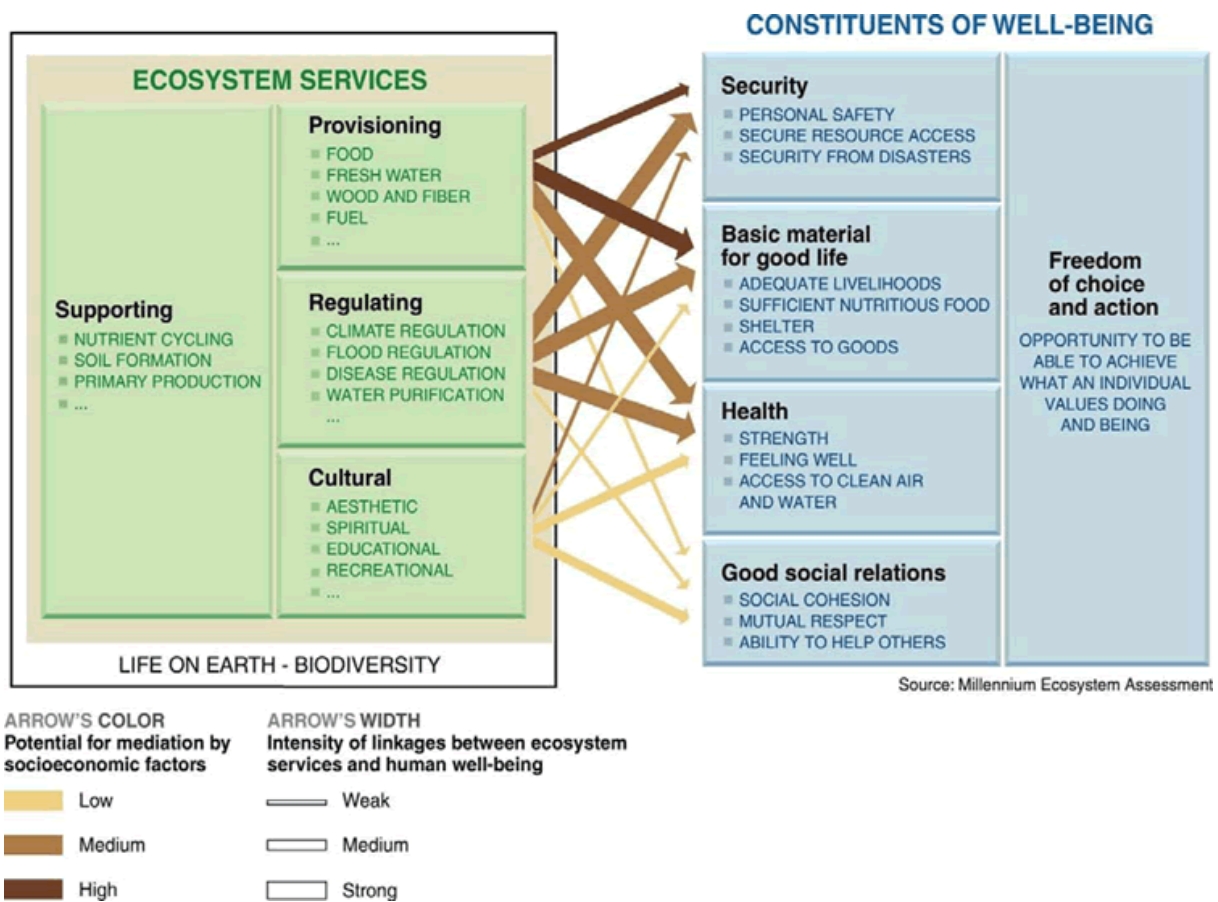 CONSTITUENTS OF WELL-BEING
ECOSYSTEM SERVICES
Supporting
NUTRIENT CYCLING
SOIL FORMATION
PRIMARY PRODUCTION
...
Provisioning
FOOD
FRESH WATER
WOOD AND FIBER
FUEL
...
Regulating
CLIMATE REGULATION
FLOOD REGULATION
DISEASE REGULATION
WATER PURIFICATION
...
Cultural
AESTHETIC
SPIRITUAL
EDUCATIONAL
RECREATIONAL
...
LIFE ON EARTH - BIODIVERSITY
Security
PERSONAL SAFETY
SECURE RESOURCE ACCESS
SECURITY FROM DISASTERS
Basic material
for good life
ADEQUATE LIVELIHOODS
SUFFICIENT NUTRITIOUS FOOD
SHELTER
ACCESS TO GOODS
Health
STRENGTH
FEELING WELL
ACCESS TO CLEAN AIR
AND WATER
Good social relations
SOCIAL COHESION
MUTUAL RESPECT
ABILITY TO HELP OTHERS
Freedom
of choice
and action
OPPORTUNITY TO BE
ABLE TO ACHIEVE
WHAT AN INDIVIDUAL
VALUES DOING
AND BEING
Source: Millennium Ecosystem Assessment
ARROW'S COLOR
Potential for mediation by
socioeconomic factors
Low
Medium
High
ARROW'S WIDTH
Intensity of linkages between ecosystem
services and human well-being
Weak
Medium
Strong